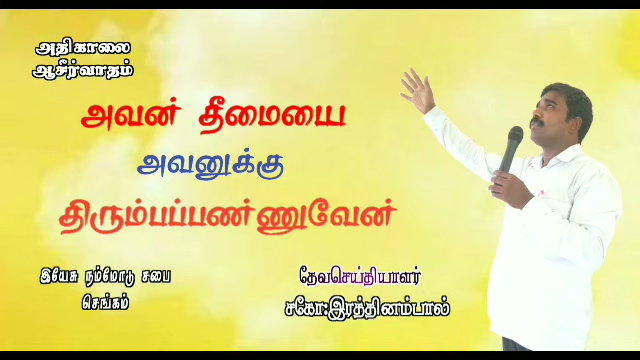 அதிகாலை
ஆசீர்வாதம்
அவன் தீமையை
அவனுக்கு
திரும்பப்பண்ணுவேன்
இயேசு நம்மோடு சபை
செங்கம்
தேவசெய்தியாளர்
சகோ:இரத்தினம்பால்